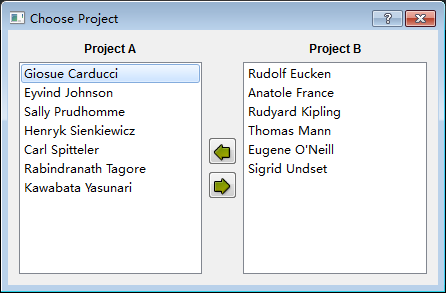 Choose Project
Project A
Project B
Giosue Carducci
Eyvind Johnson
Sally Prudhomme
Henryk Sienkiewicz
Carl Spitteler
Rabindranath Tagore
Kawabata Yasunari
Rudolf Eucken
Anatole France
Rudyard Kipling
Thomas Mann
Eugene O'Neill
Sigrid Undset